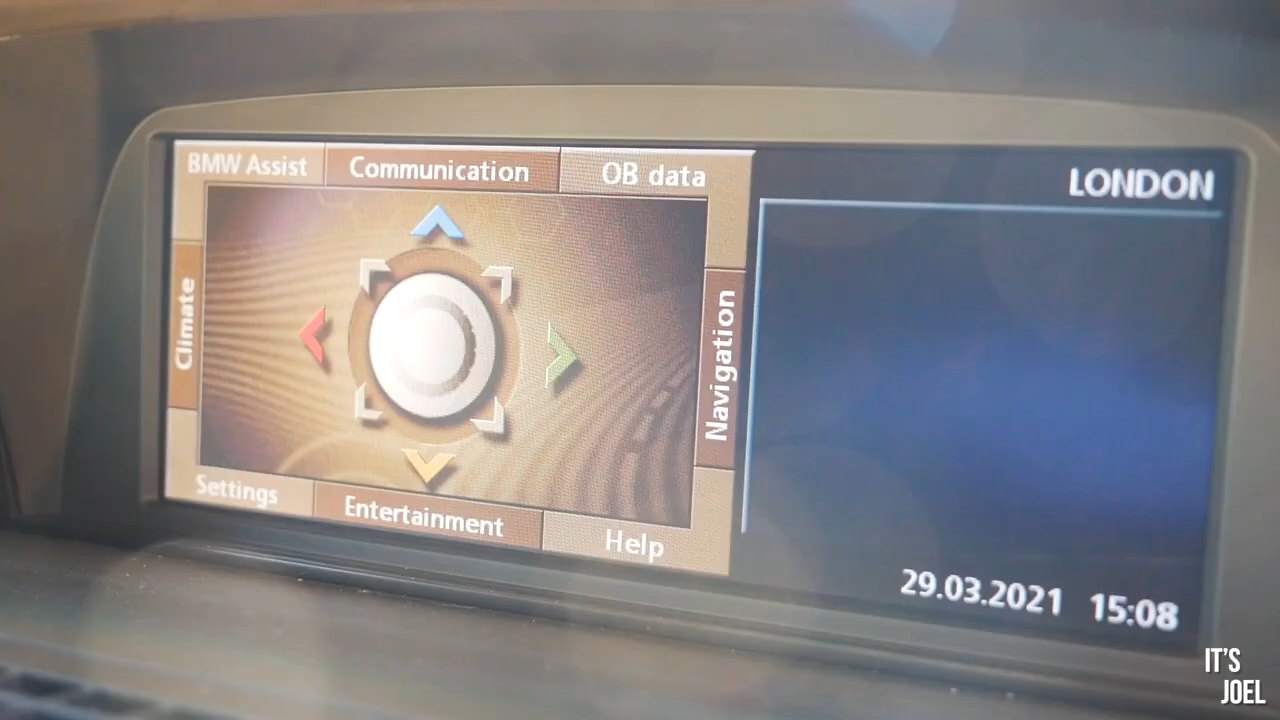 BMW Assist
Communication
OB data
LONDON
Climate
Navigation
Settings
Entertainment
Help
29.03.2021 15:08
IT'S
JOEL